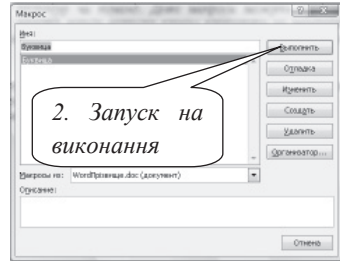 Макрос
Имя:
Буквица
Выполнить
Буквица
Отладка
Изменить
Создать
Удалить
Организатор...
2. Запуск на
виконання
Макросы из:
WordПрізвище.doc (документ)
Описание:
Отмена